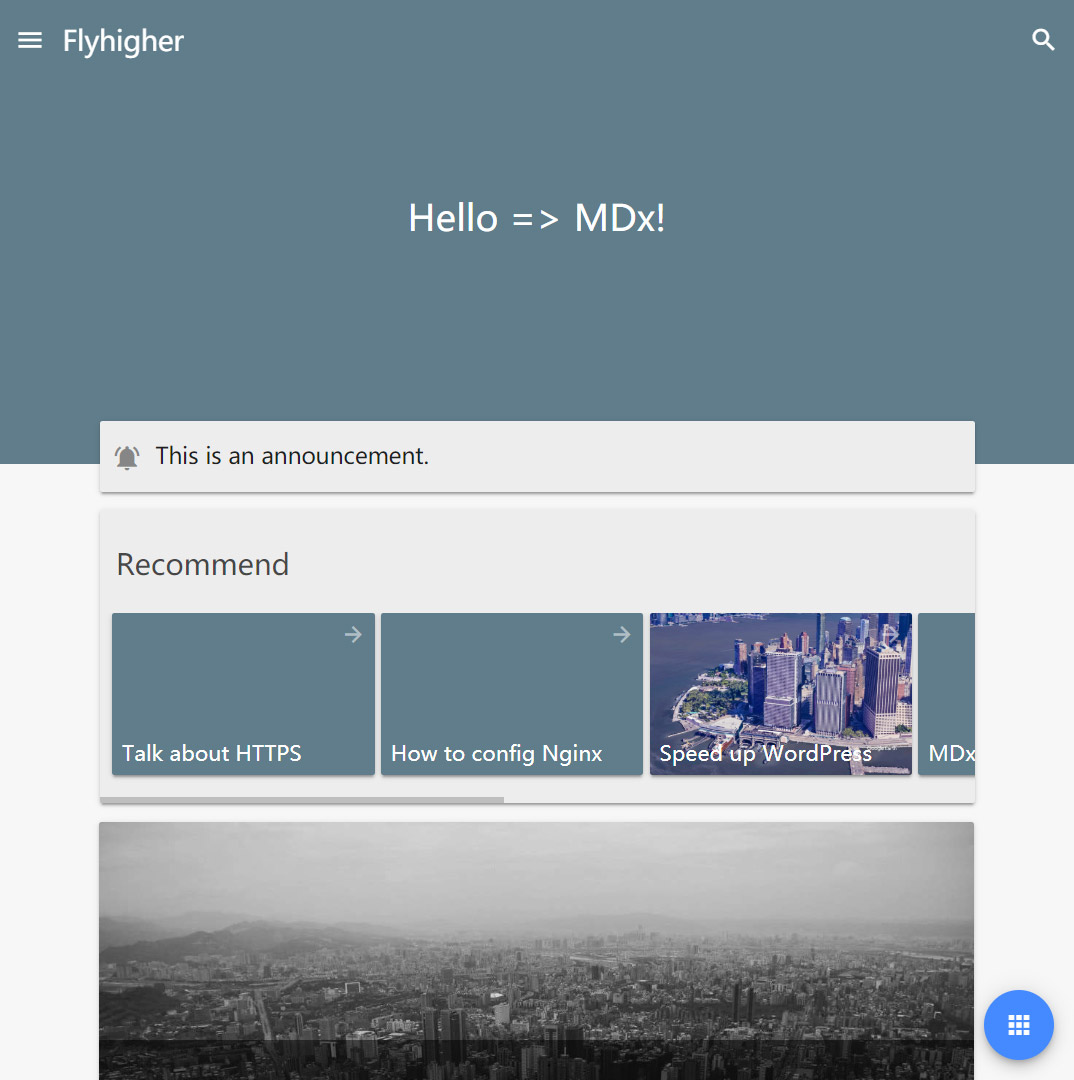 Flyhigher
Hello => MDx!
This is an announcement.
Recommend
Talk about HTTPS
How to config Nginx
Speed up WordPress
MDx